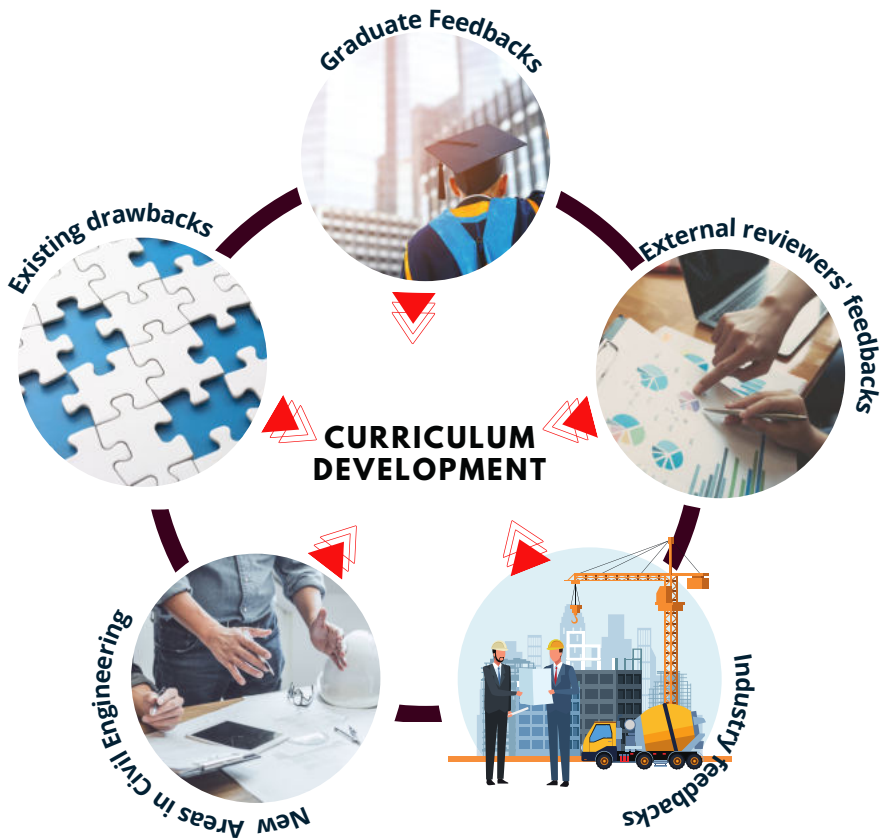 Graduate Feedbacks
Existing drawbacks
External reviewers' feedbacks
CURRICULUM
DEVELOPMENT
New Areas in Civil Engineering
Industry feedbacks